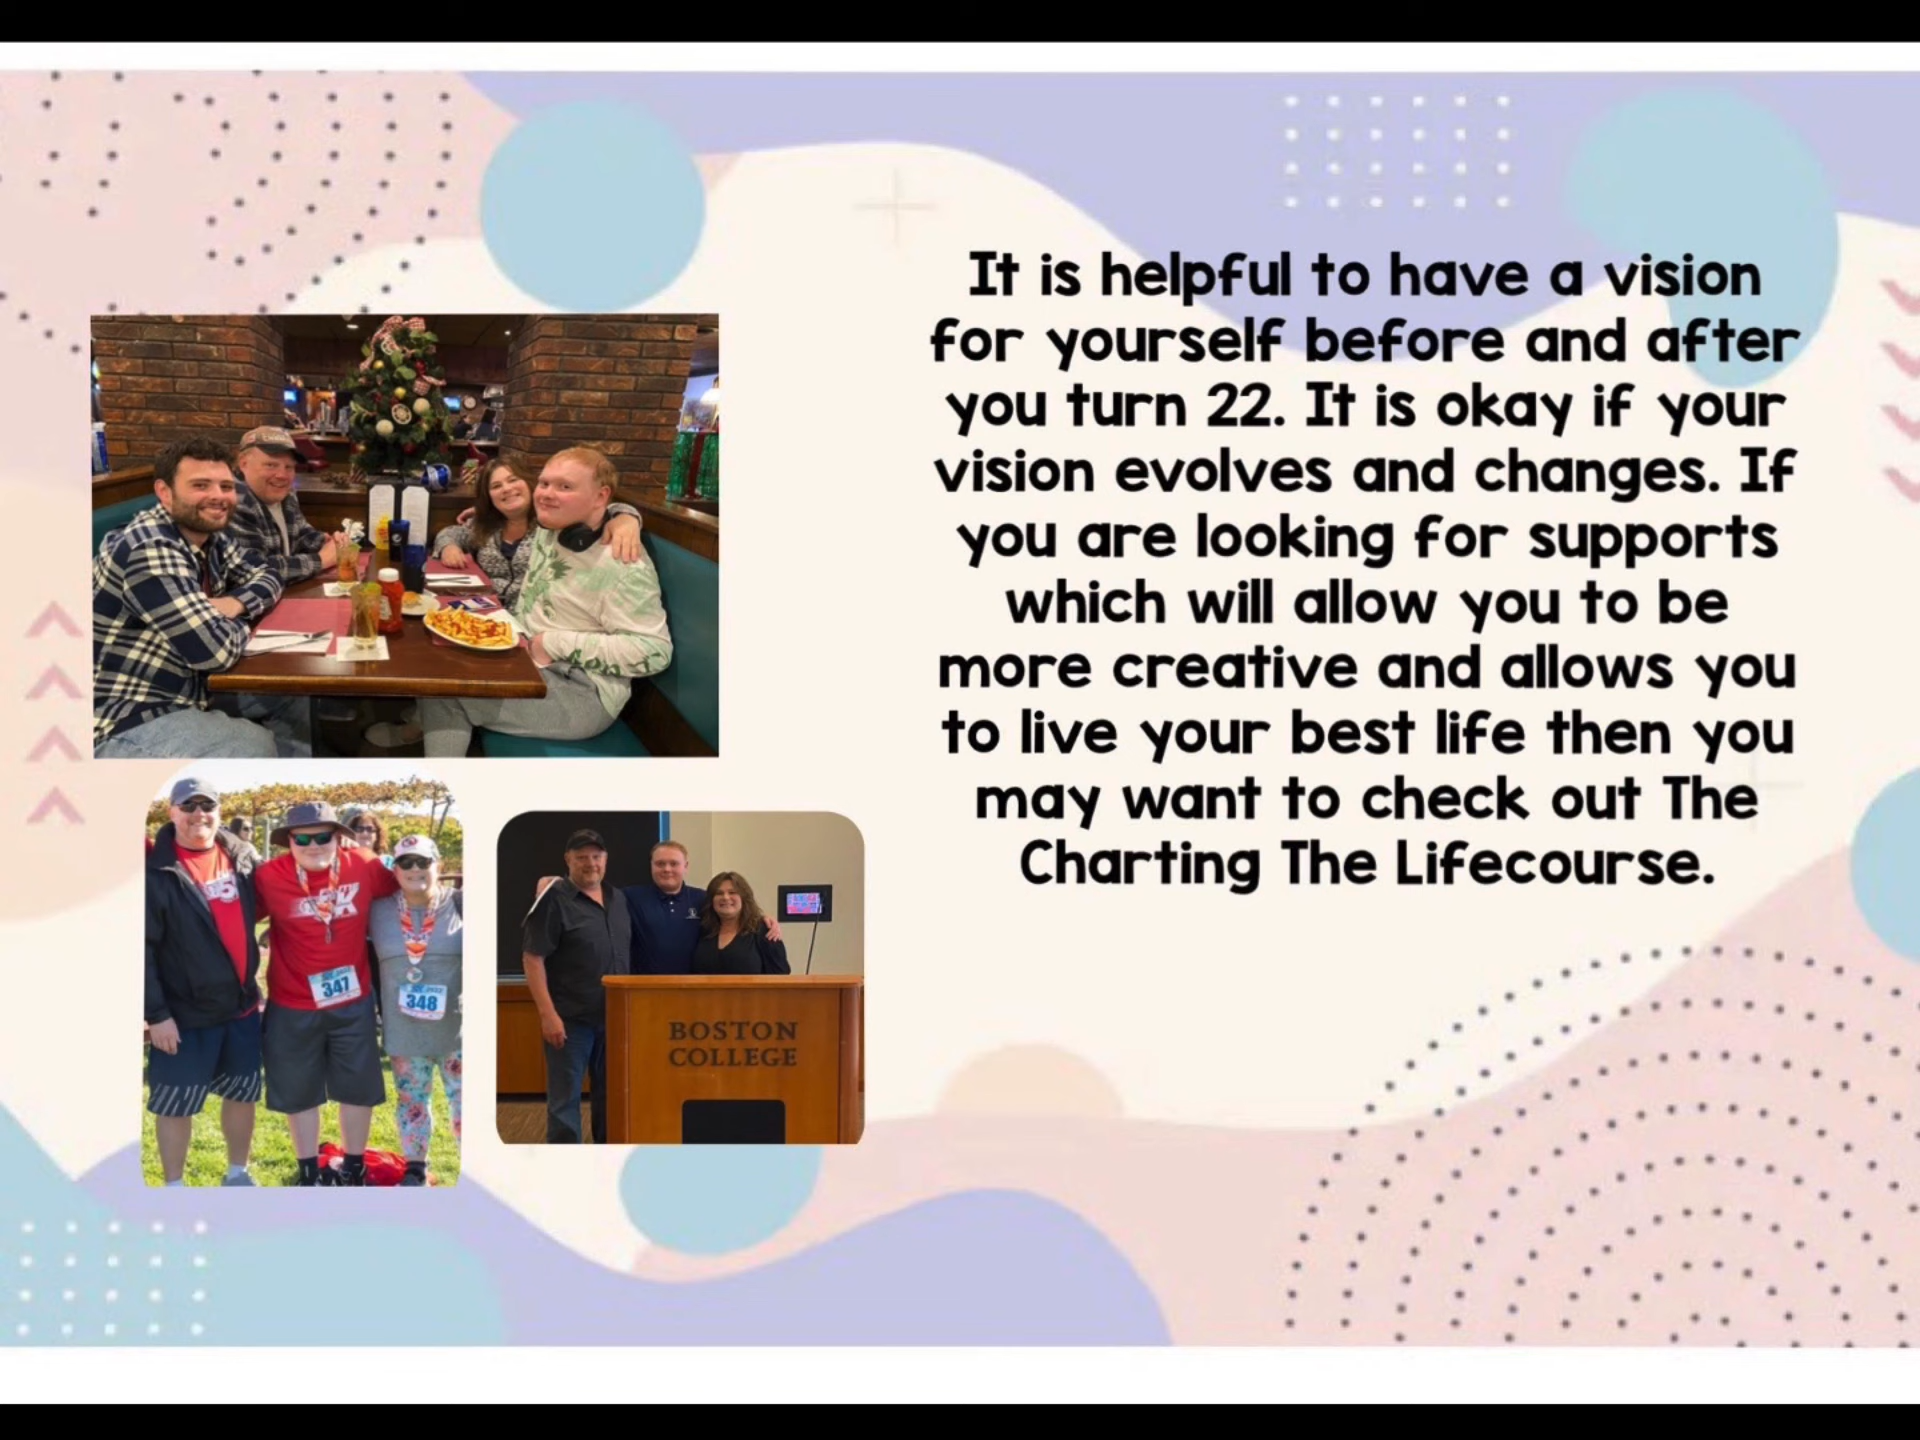 It is helpful to have a vision
for yourself before and after
you turn 22. It is okay if your
vision evolves and changes. If
you are looking for supports
which will allow you to be
more creative and allows you
to live your best life then you
may want to check out The
Charting The Lifecourse.
5K
347
348
BOSTON
COLLEGE